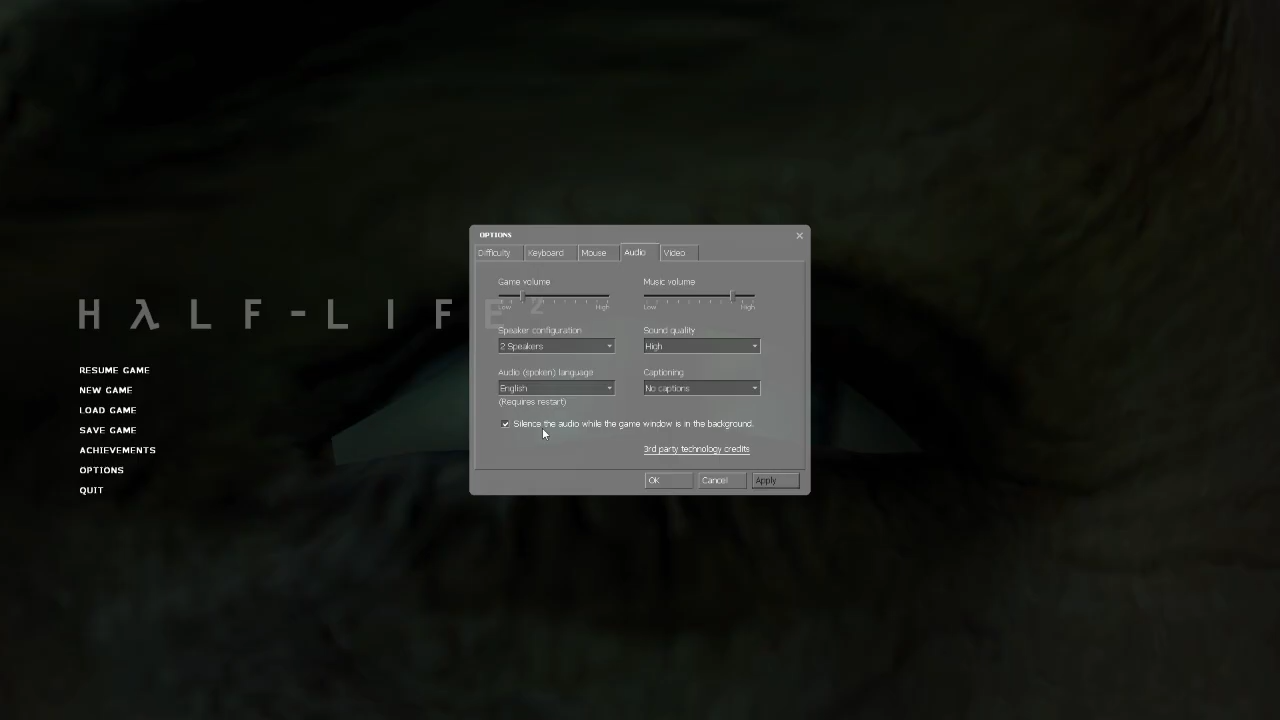 HλLF-LIFE 2
RESUME GAME
NEW GAME
LOAD GAME
SAVE GAME
ACHIEVEMENTS
OPTIONS
QUIT
OPTIONS
Difficulty Keyboard Mouse Audio Video
Game volume Music volume
Low High Low High
Speaker configuration Sound quality
2 Speakers High
Audio (spoken) language Captioning
English No captions
(Requires restart)
Silence the audio while the game window is in the background.
3rd party technology credits
OK Cancel Apply